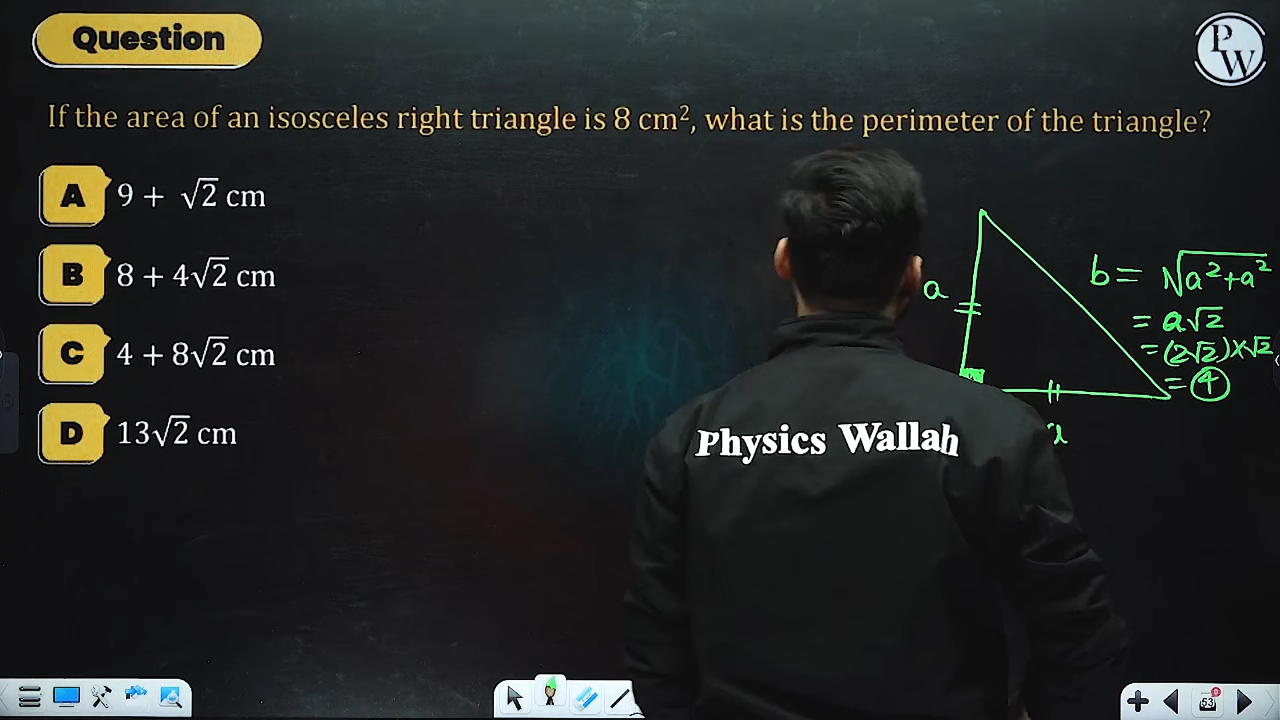 Question
PW
If the area of an isosceles right triangle is 8 cm², what is the perimeter of the triangle?
A 9 + √2 cm
B 8 + 4√2 cm
C 4 + 8√2 cm
D 13√2 cm
a
b = √a²+a²
= a√2
= (2√2)×√2
= 4
a
Physics Wallah
53